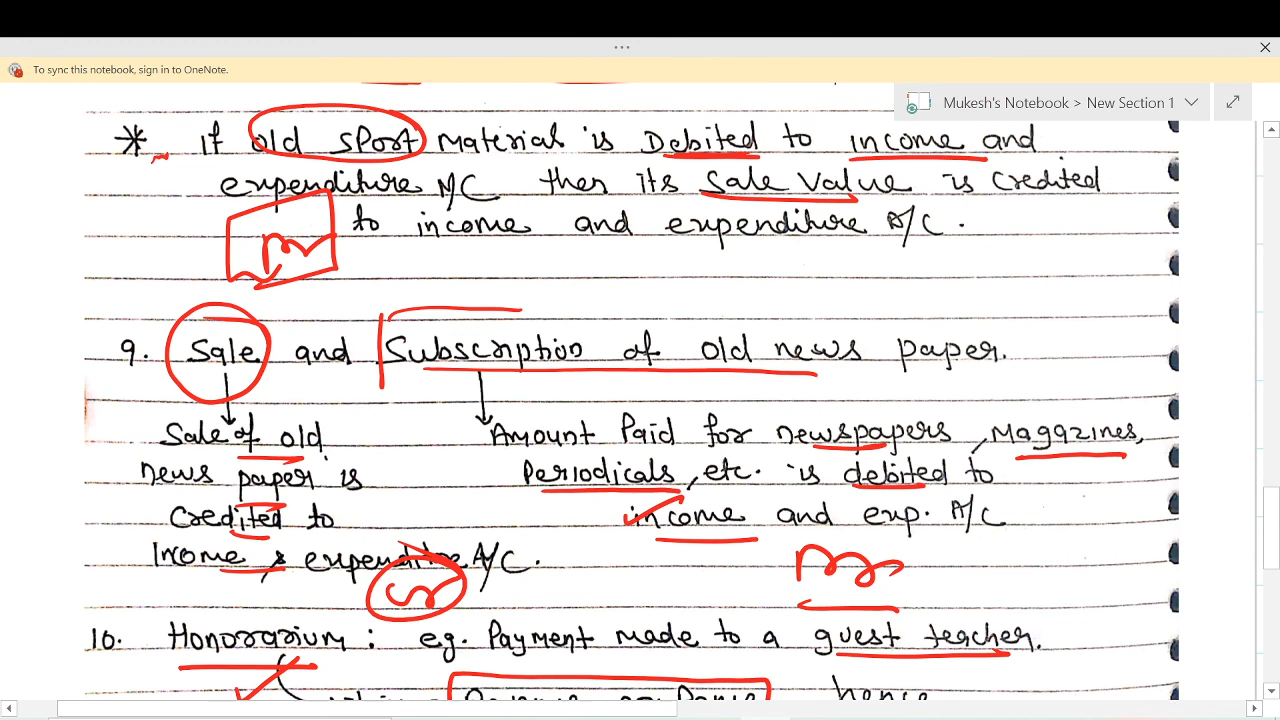 To sync this notebook, sign in to OneNote.
Mukesh's Notebook > New Section 1
* If old sport material is Debited to income and
expenditure A/C then its Sale value is credited
to income and expenditure A/C.
9. Sale and Subscription of old news paper.
Sale of old
news paper is
credited to
Income & expenditure A/C.
Amount Paid for newspapers, magazines,
Periodicals, etc. is debited to
income and exp. A/C
10. Honorarium: eg. Payment made to a guest teacher.
hence